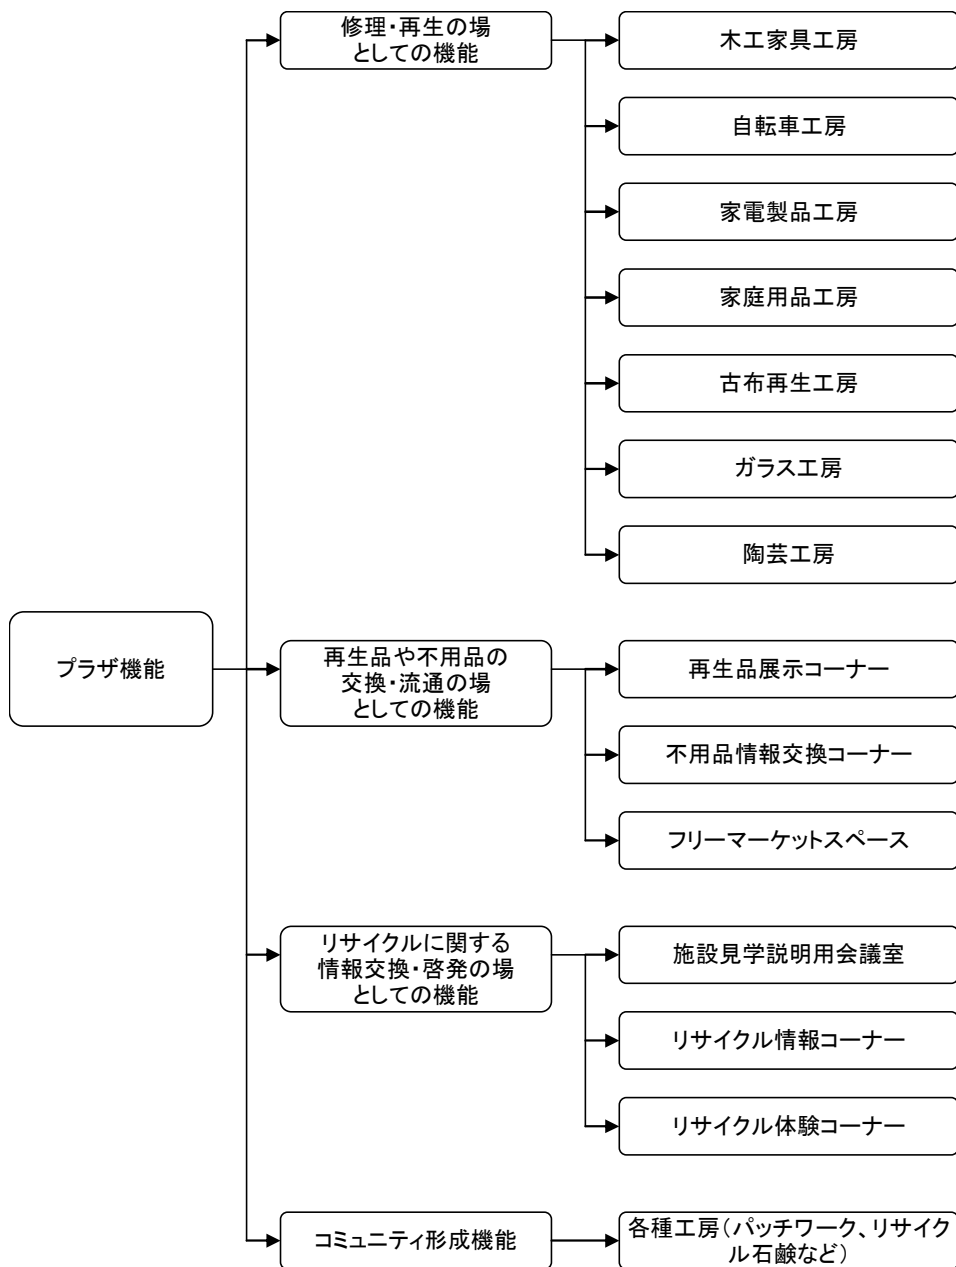 修理・再生の場
としての機能
木工家具工房
自転車工房
家電製品工房
家庭用品工房
古布再生工房
ガラス工房
陶芸工房
プラザ機能
再生品や不用品の
交換・流通の場
としての機能
再生品展示コーナー
不用品情報交換コーナー
フリーマーケットスペース
リサイクルに関する
情報交換・啓発の場
としての機能
施設見学説明用会議室
リサイクル情報コーナー
リサイクル体験コーナー
コミュニティ形成機能
各種工房（パッチワーク、リサイク
ル石鹸など）